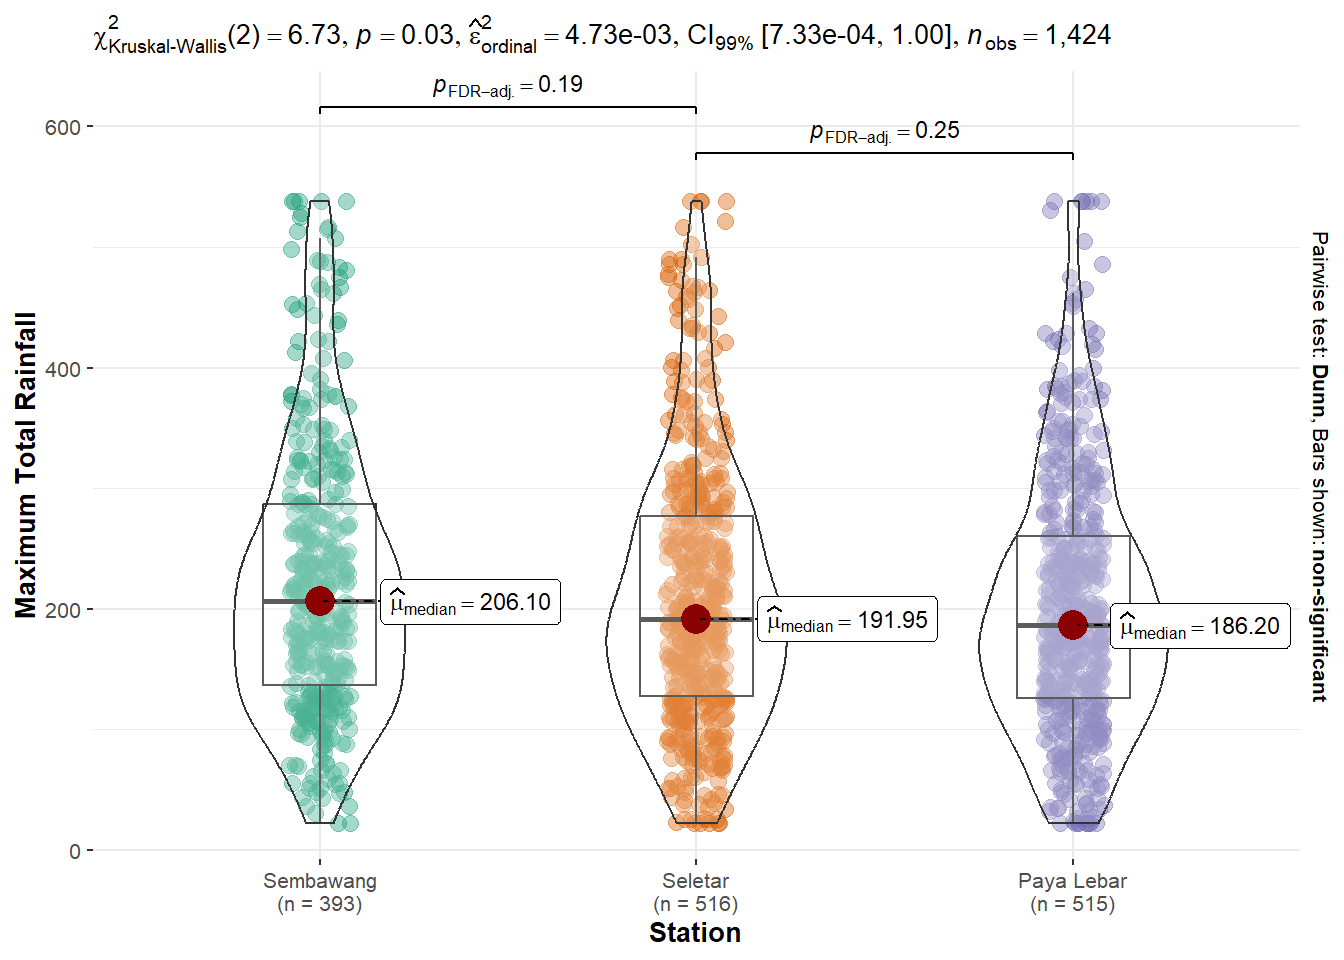 χ²Kruskal-Wallis(2) = 6.73, p = 0.03, ε̂²ordinal = 4.73e-03, CI99% [7.33e-04, 1.00], nobs = 1,424
pFDR−adj. = 0.19
pFDR−adj. = 0.25
600
400
200
0
Maximum Total Rainfall
μ̂median = 206.10
μ̂median = 191.95
μ̂median = 186.20
Pairwise test: Dunn, Bars shown: non-significant
Sembawang
(n = 393)
Seletar
(n = 516)
Paya Lebar
(n = 515)
Station